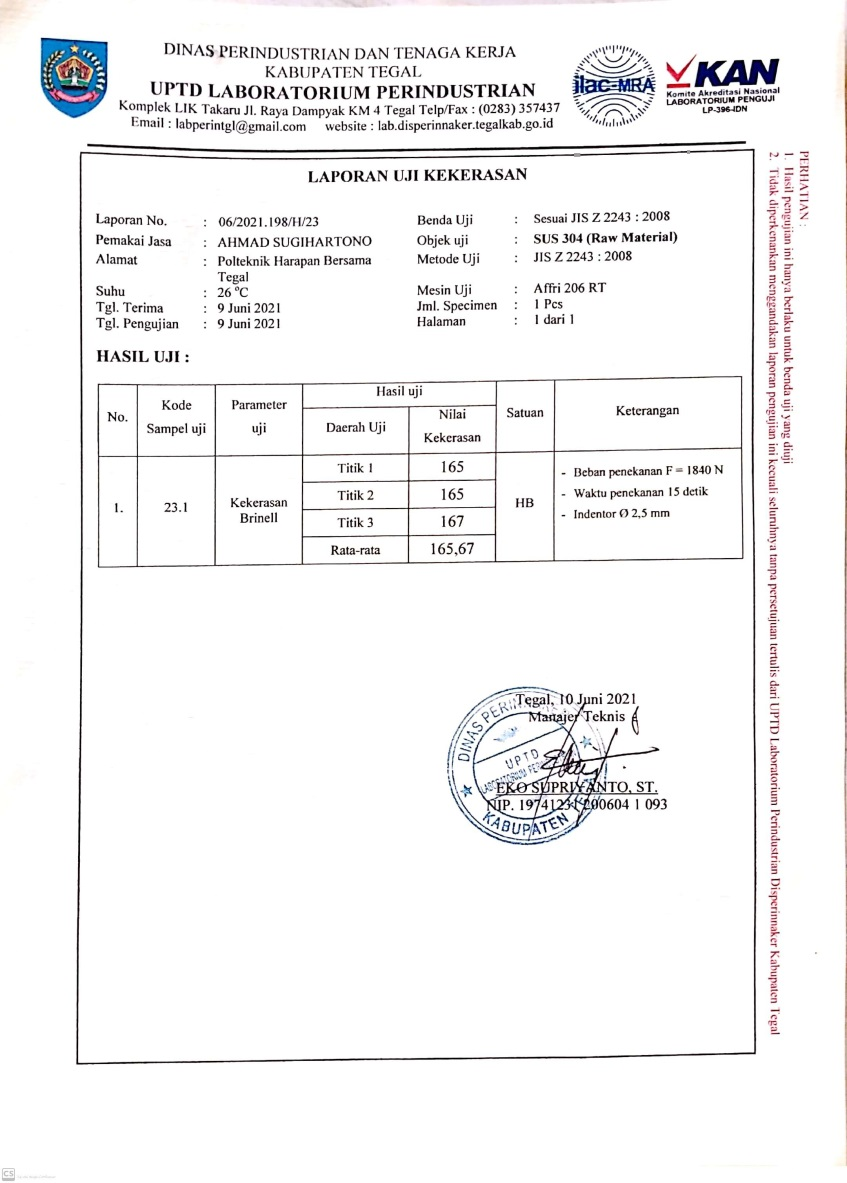 DINAS PERINDUSTRIAN DAN TENAGA KERJA
KABUPATEN TEGAL
UPTD LABORATORIUM PERINDUSTRIAN
Komplek LIK Takaru Jl. Raya Dampyak KM 4 Tegal Telp/Fax : (0283) 357437
Email : labperintgl@gmail.com website : lab.disperinnaker.tegalkab.go.id
ilac-MRA
KAN
Komite Akreditasi Nasional
LABORATORIUM PENGUJI
LP-396-IDN
LAPORAN UJI KEKERASAN
Laporan No. : 06/2021.198/H/23
Pemakai Jasa : AHMAD SUGIHARTONO
Alamat : Polteknik Harapan Bersama
Tegal
Suhu : 26 °C
Tgl. Terima : 9 Juni 2021
Tgl. Pengujian : 9 Juni 2021
Benda Uji : Sesuai JIS Z 2243 : 2008
Objek uji : SUS 304 (Raw Material)
Metode Uji : JIS Z 2243 : 2008
Mesin Uji : Affri 206 RT
Jml. Specimen : 1 Pcs
Halaman : 1 dari 1
HASIL UJI :
No. Kode Sampel uji Parameter uji Hasil uji Satuan Keterangan
Daerah Uji Nilai Kekerasan
1. 23.1 Kekerasan Brinell HB
Titik 1 165
Titik 2 165
Titik 3 167
Rata-rata 165,67
- Beban penekanan F = 1840 N
- Waktu penekanan 15 detik
- Indentor Ø 2,5 mm
Tegal, 10 Juni 2021
Manajer Teknis
EKO SUPRIYANTO, ST.
NIP. 19741231 200604 1 093
DINAS PERIN
UPTD
KABUPATEN
PERHATIAN :
1. Hasil pengujian ini hanya berlaku untuk benda uji yang diuji
2. Tidak diperkenankan menggandakan laporan pengujian ini kecuali seluruhnya tanpa persetujuan tertulis dari UPTD Laboratorium Perindustrian Disperinnaker Kabupaten Tegal
CS